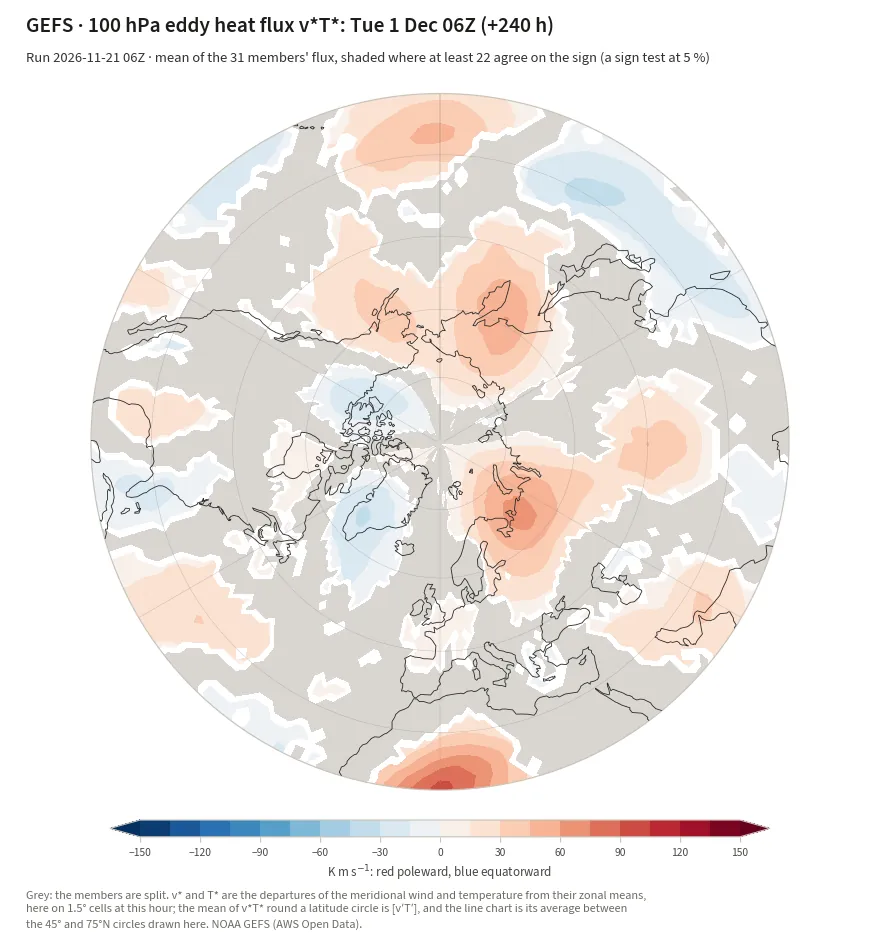 GEFS · 100 hPa eddy heat flux v*T*: Tue 1 Dec 06Z (+240 h)
Run 2026-11-21 06Z · mean of the 31 members' flux, shaded where at least 22 agree on the sign (a sign test at 5 %)
−150 −120 −90 −60 −30 0 30 60 90 120 150
K m s⁻¹: red poleward, blue equatorward
Grey: the members are split. v* and T* are the departures of the meridional wind and temperature from their zonal means,
here on 1.5° cells at this hour; the mean of v*T* round a latitude circle is [v′T′], and the line chart is its average between
the 45° and 75°N circles drawn here. NOAA GEFS (AWS Open Data).